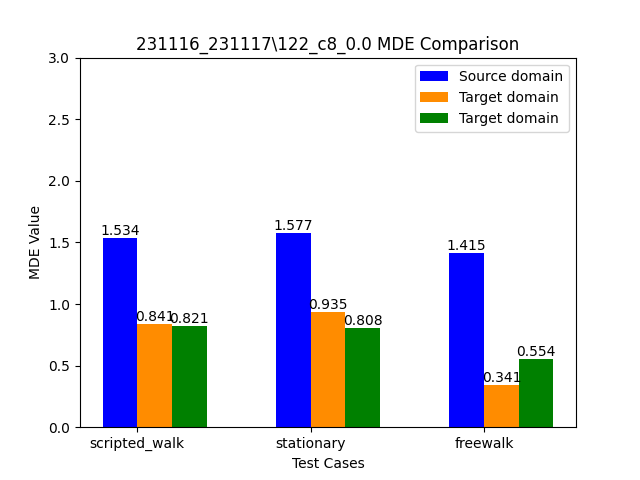 231116_231117\122_c8_0.0 MDE Comparison
3.0
2.5
2.0
1.5
1.0
0.5
0.0
MDE Value
Source domain
Target domain
Target domain
1.534
0.841
0.821
1.577
0.935
0.808
1.415
0.341
0.554
scripted_walk
stationary
freewalk
Test Cases